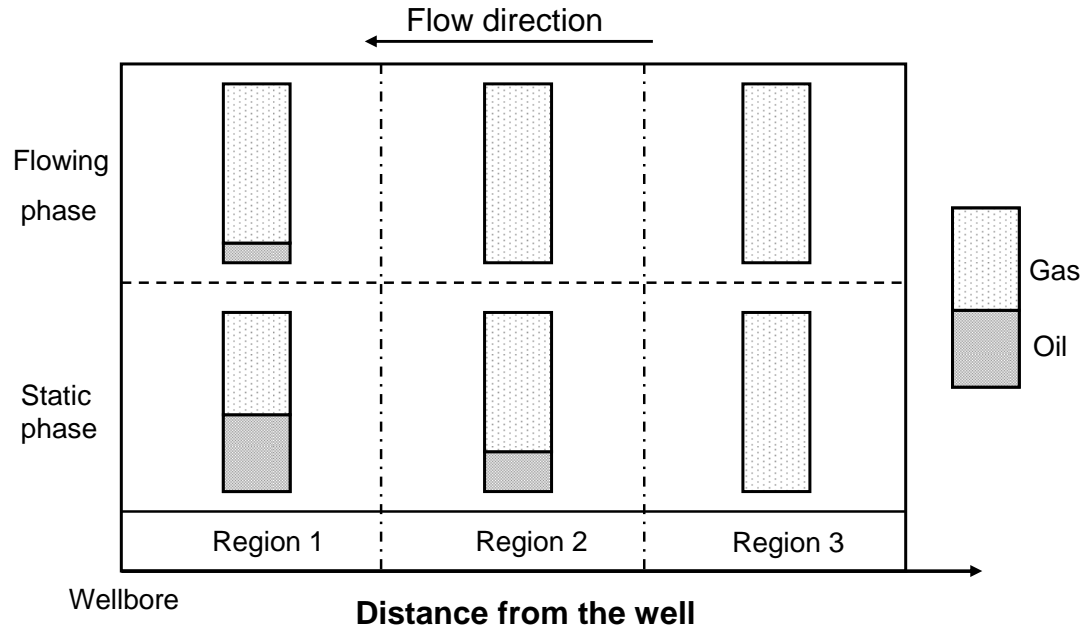 Flow direction
Flowing
phase
Gas
Oil
Static
phase
Region 1
Region 2
Region 3
Wellbore
Distance from the well